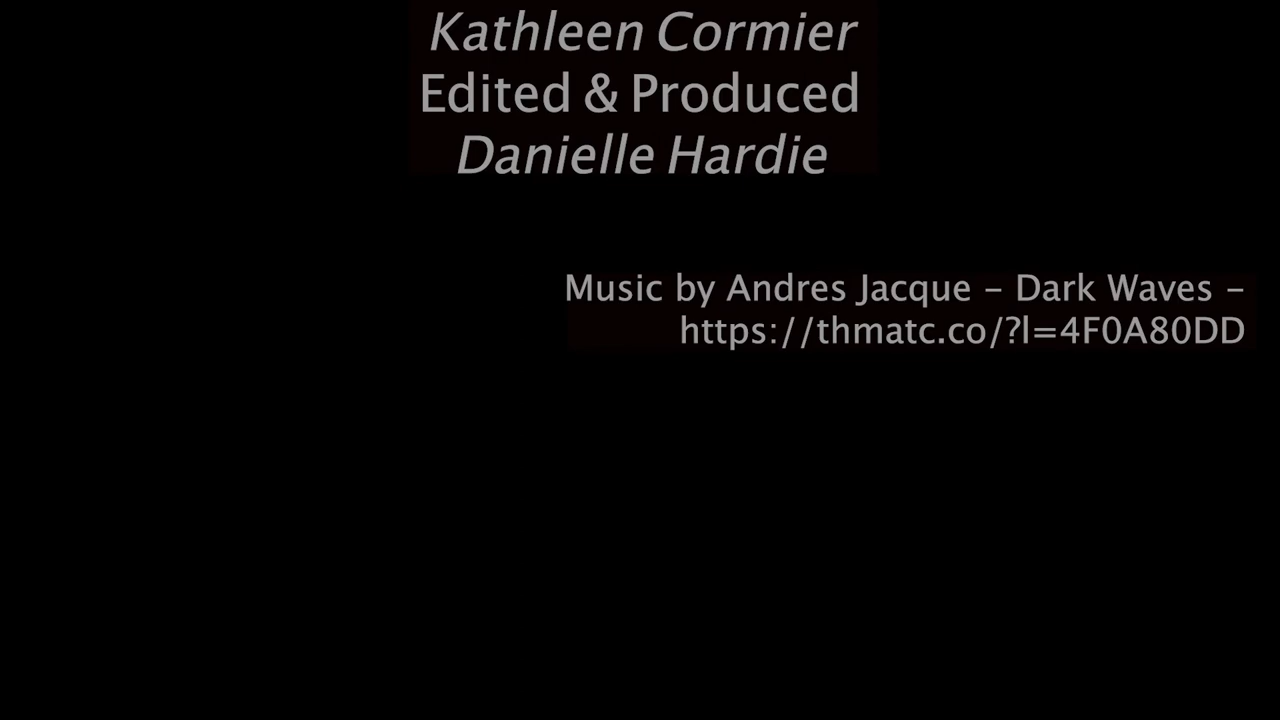 Kathleen Cormier
Edited & Produced
Danielle Hardie
Music by Andres Jacque – Dark Waves –
https://thmatc.co/?l=4F0A80DD